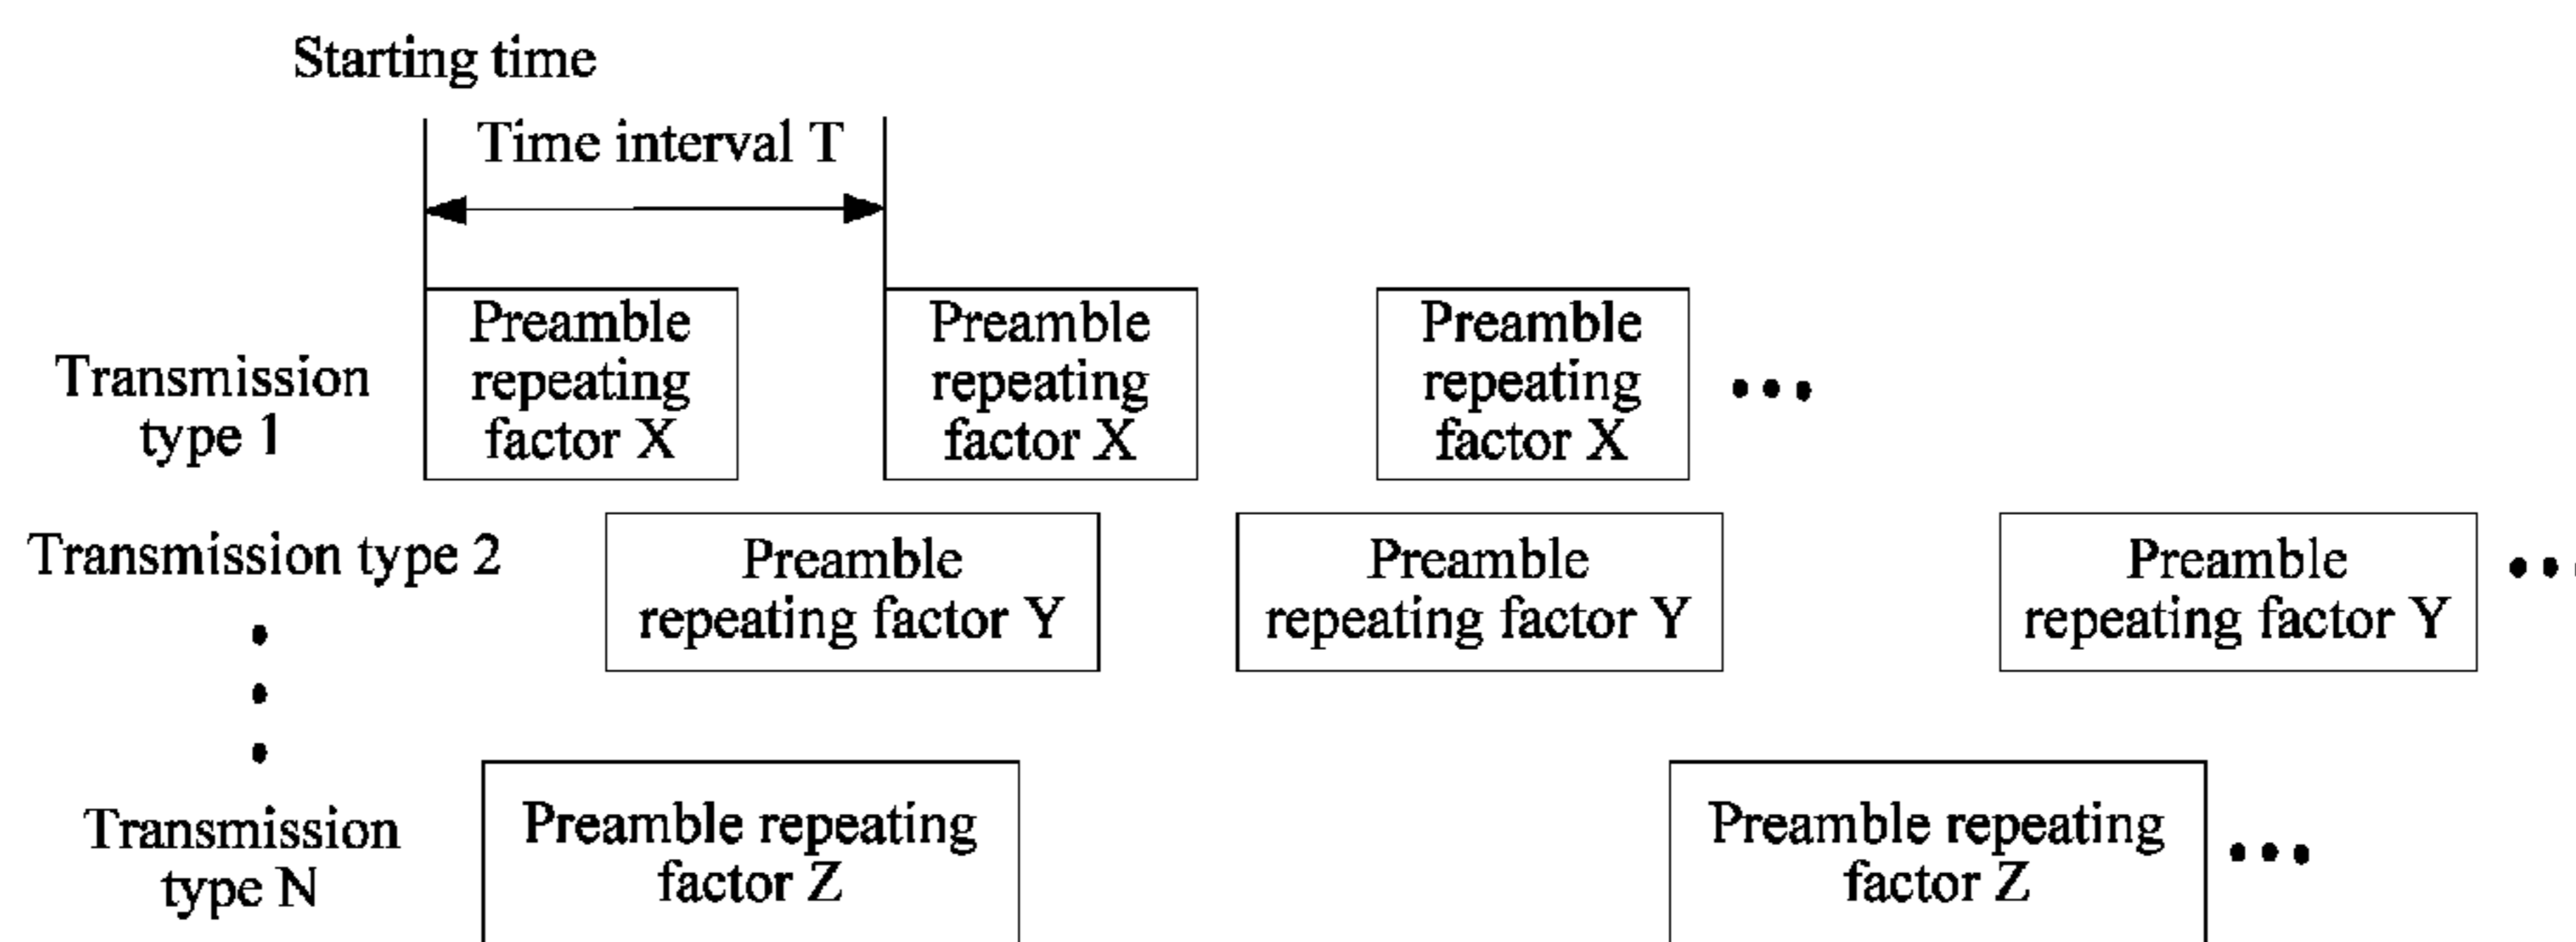 Starting time
Time interval T
Transmission
type 1
Preamble
repeating
factor X
Preamble
repeating
factor X
Preamble
repeating
factor X
Transmission type 2
Preamble
repeating factor Y
Preamble
repeating factor Y
Preamble
repeating factor Y
Transmission
type N
Preamble repeating
factor Z
Preamble repeating
factor Z